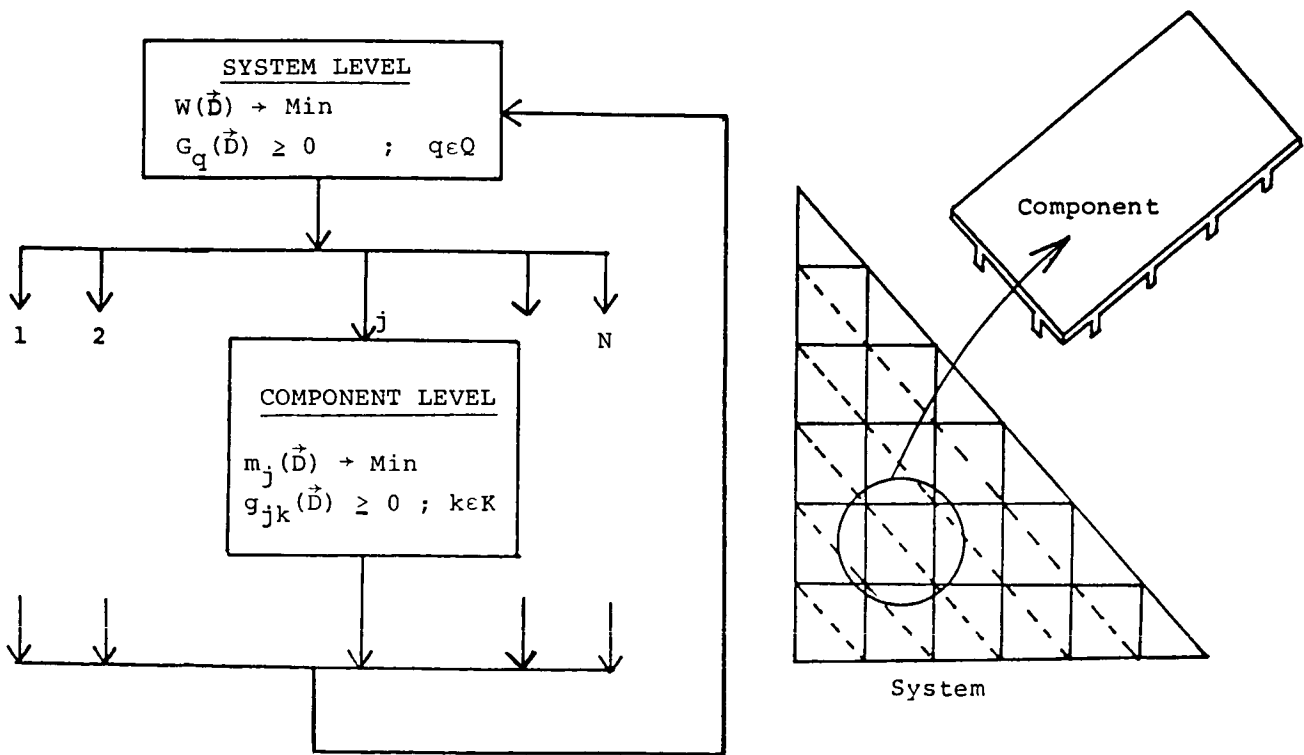 SYSTEM LEVEL
W(D⃗) → Min
G_q(D⃗) ≥ 0 ; qεQ
1 2 j N
COMPONENT LEVEL
m_j(D⃗) → Min
g_jk(D⃗) ≥ 0 ; kεK
Component
System